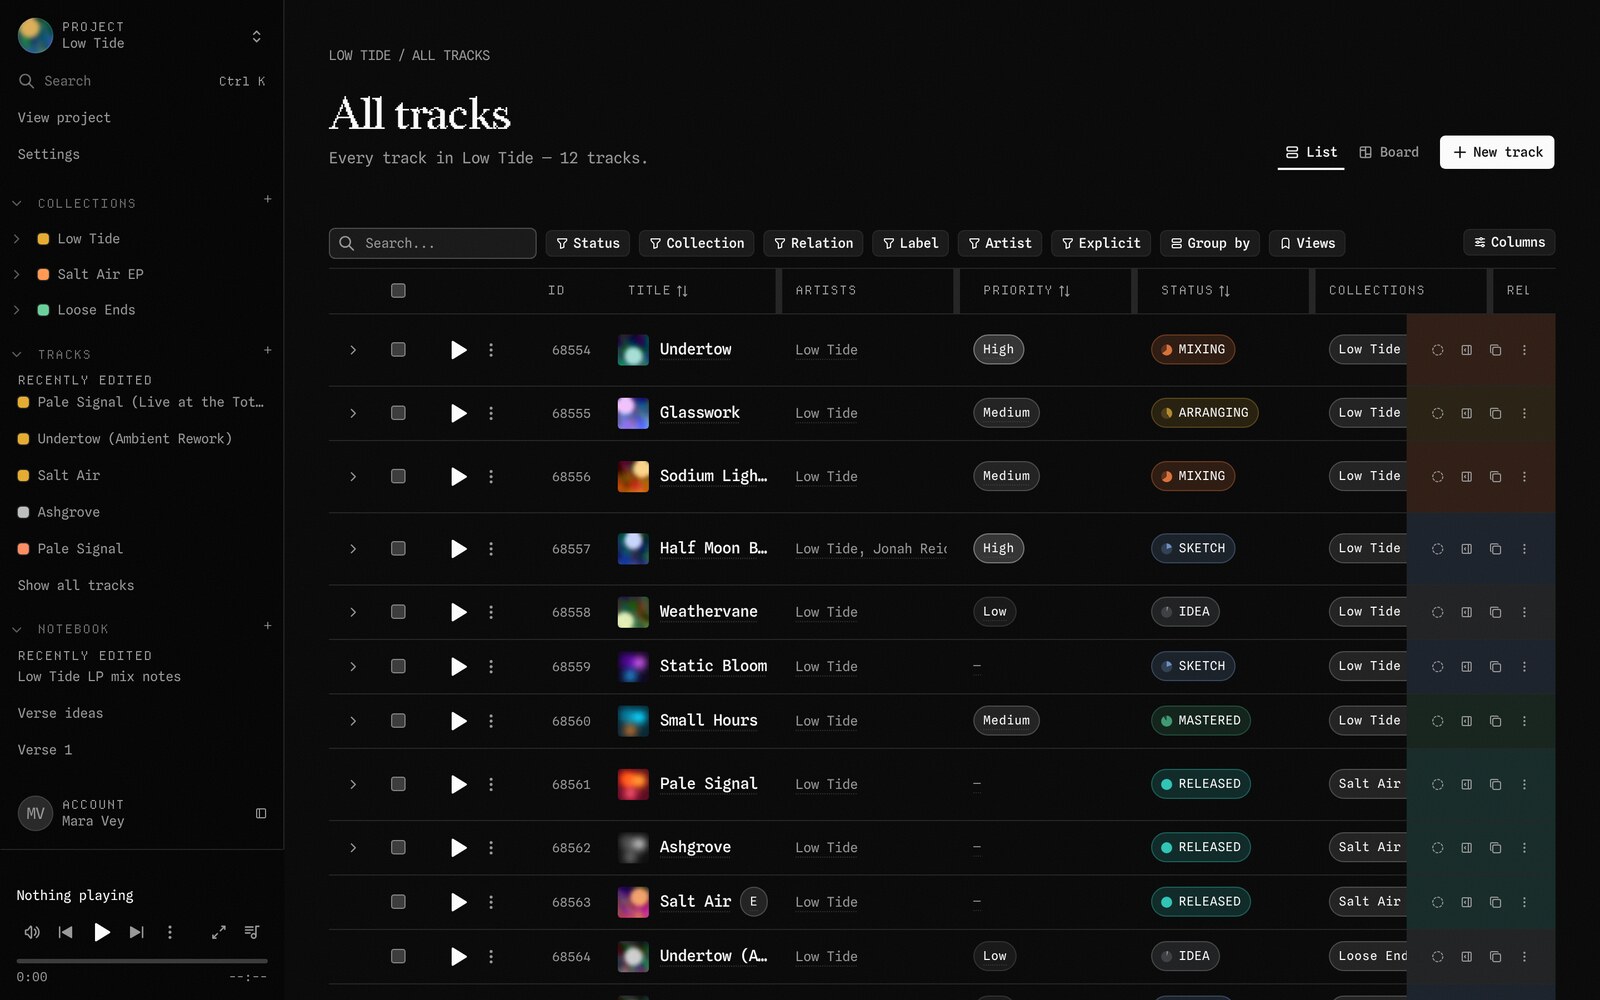 PROJECT
Low Tide
Search Ctrl K
View project
Settings
COLLECTIONS +
Low Tide
Salt Air EP
Loose Ends
TRACKS +
RECENTLY EDITED
Pale Signal (Live at the Tot…
Undertow (Ambient Rework)
Salt Air
Ashgrove
Pale Signal
Show all tracks
NOTEBOOK +
RECENTLY EDITED
Low Tide LP mix notes
Verse ideas
Verse 1
MV
ACCOUNT
Mara Vey
Nothing playing
0:00 --:--
LOW TIDE / ALL TRACKS
All tracks
Every track in Low Tide — 12 tracks.
List Board + New track
Search... Status Collection Relation Label Artist Explicit Group by Views Columns
ID TITLE ARTISTS PRIORITY STATUS COLLECTIONS REL
68554 Undertow Low Tide High MIXING Low Tide
68555 Glasswork Low Tide Medium ARRANGING Low Tide
68556 Sodium Ligh… Low Tide Medium MIXING Low Tide
68557 Half Moon B… Low Tide, Jonah Reid High SKETCH Low Tide
68558 Weathervane Low Tide Low IDEA Low Tide
68559 Static Bloom Low Tide – SKETCH Low Tide
68560 Small Hours Low Tide Medium MASTERED Low Tide
68561 Pale Signal Low Tide – RELEASED Salt Air
68562 Ashgrove Low Tide – RELEASED Salt Air
68563 Salt Air E Low Tide – RELEASED Salt Air
68564 Undertow (A… Low Tide Low IDEA Loose End